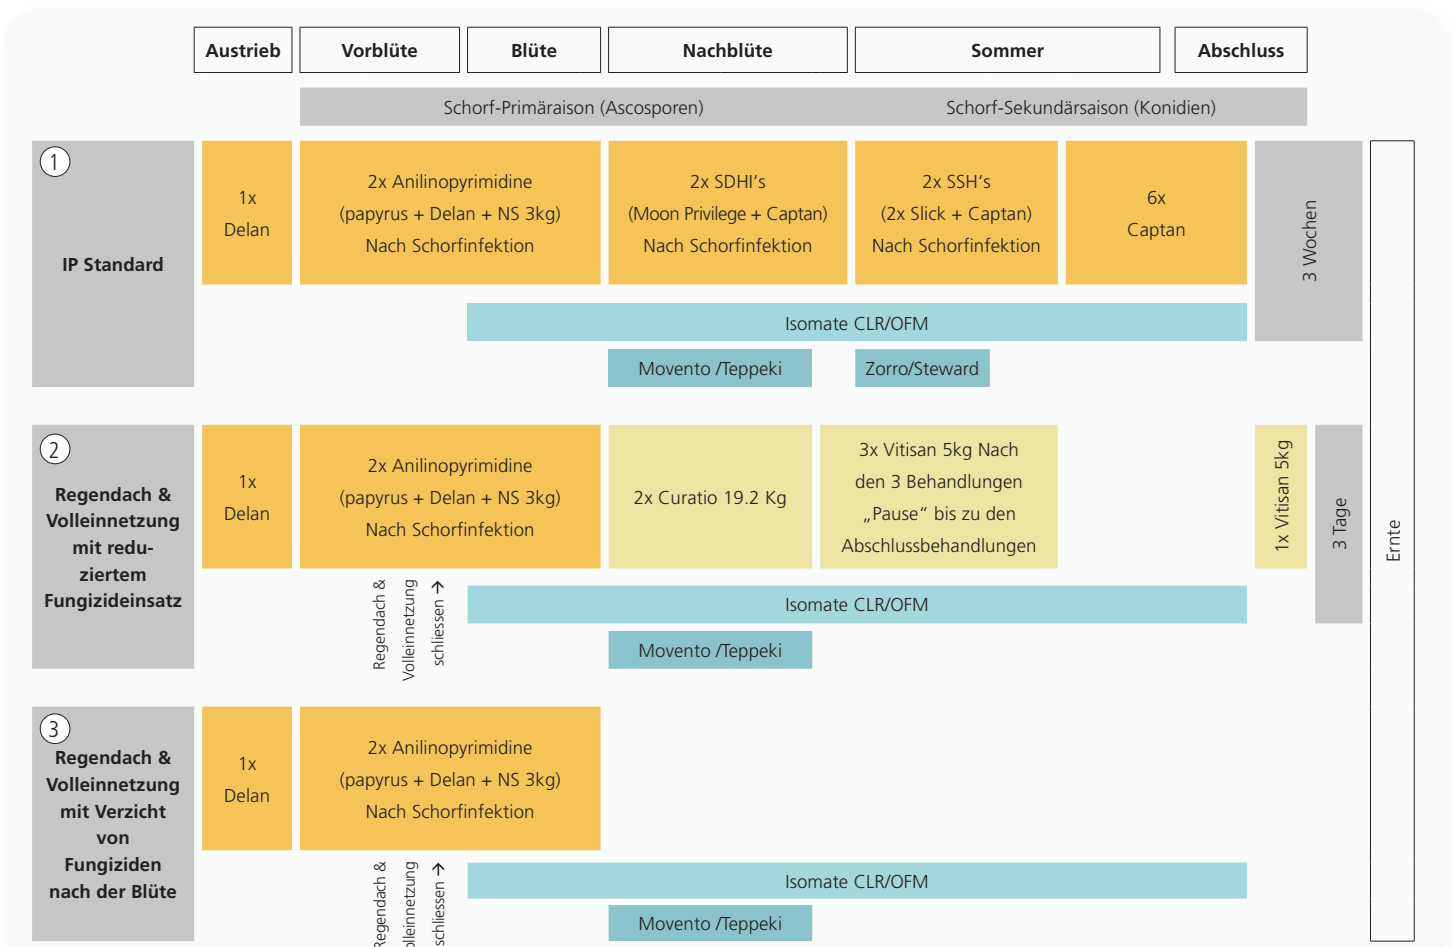 Austrieb
Vorblüte
Blüte
Nachblüte
Sommer
Abschluss
Schorf-Primäraison (Ascosporen)
Schorf-Sekundärsaison (Konidien)
1
IP Standard
1x
Delan
2x Anilinopyrimidine
(papyrus + Delan + NS 3kg)
Nach Schorfinfektion
2x SDHI‘s
(Moon Privilege + Captan)
Nach Schorfinfektion
2x SSH‘s
(2x Slick + Captan)
Nach Schorfinfektion
6x
Captan
3 Wochen
Isomate CLR/OFM
Movento /Teppeki
Zorro/Steward
2
Regendach &
Volleinnetzung
mit redu-
ziertem
Fungizideinsatz
1x
Delan
2x Anilinopyrimidine
(papyrus + Delan + NS 3kg)
Nach Schorfinfektion
2x Curatio 19.2 Kg
3x Vitisan 5kg Nach
den 3 Behandlungen
„Pause“ bis zu den
Abschlussbehandlungen
1x Vitisan 5kg
3 Tage
Ernte
Regendach &
Volleinnetzung
schliessen →
Isomate CLR/OFM
Movento /Teppeki
3
Regendach &
Volleinnetzung
mit Verzicht
von
Fungiziden
nach der Blüte
1x
Delan
2x Anilinopyrimidine
(papyrus + Delan + NS 3kg)
Nach Schorfinfektion
Regendach &
olleinnetzung
schliessen →
Isomate CLR/OFM
Movento /Teppeki